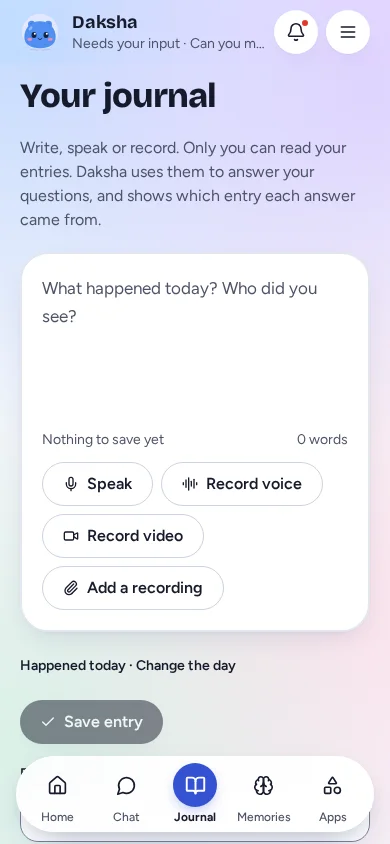 Daksha
Needs your input · Can you m...
Your journal
Write, speak or record. Only you can read your
entries. Daksha uses them to answer your
questions, and shows which entry each answer
came from.
What happened today? Who did you
see?
Nothing to save yet
0 words
Speak
Record voice
Record video
Add a recording
Happened today · Change the day
Save entry
Home
Chat
Journal
Memories
Apps